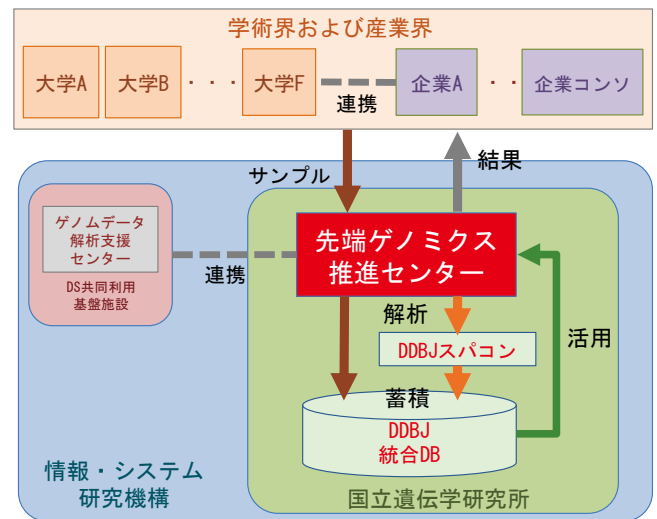 学術界および産業界
大学A 大学B ・・・ 大学F 企業A ・・ 企業コンソ
連携
サンプル
結果
ゲノムデータ
解析支援
センター
DS共同利用
基盤施設
連携
先端ゲノミクス
推進センター
解析
DDBJスパコン
活用
蓄積
DDBJ
統合DB
情報・システム
研究機構
国立遺伝学研究所